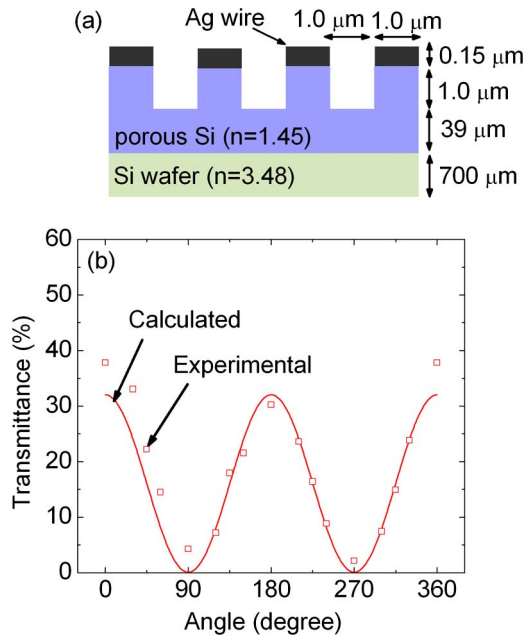 (a)
Ag wire
1.0 μm 1.0 μm
0.15 μm
1.0 μm
porous Si (n=1.45)
39 μm
Si wafer (n=3.48)
700 μm
(b)
60
50
40
30
20
10
0
Transmittance (%)
Calculated
Experimental
0 90 180 270 360
Angle (degree)